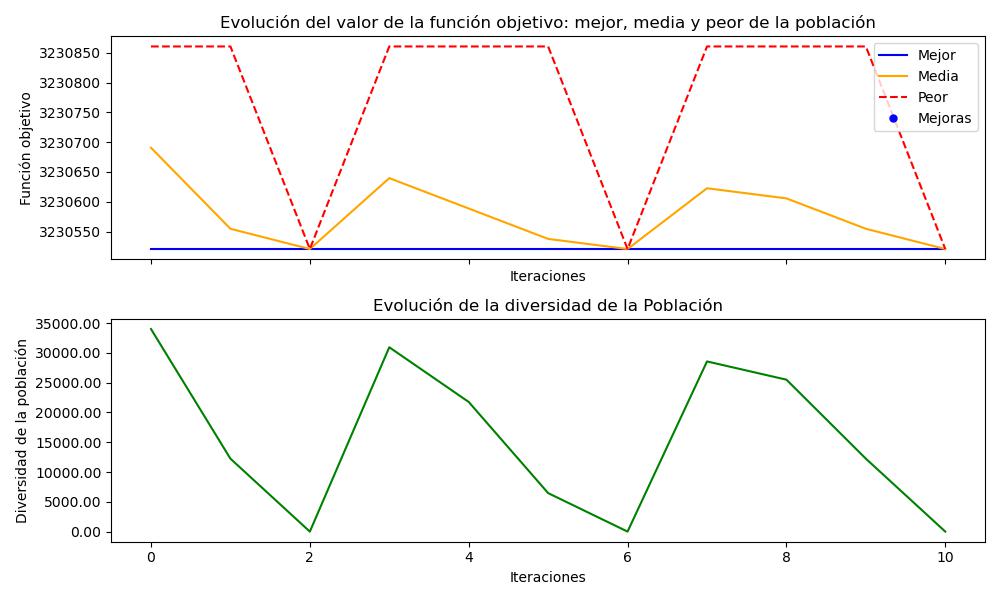 Evolución del valor de la función objetivo: mejor, media y peor de la población
Función objetivo
3230850
3230800
3230750
3230700
3230650
3230600
3230550
Mejor
Media
Peor
Mejoras
Iteraciones
Evolución de la diversidad de la Población
Diversidad de la población
35000.00
30000.00
25000.00
20000.00
15000.00
10000.00
5000.00
0.00
0 2 4 6 8 10
Iteraciones